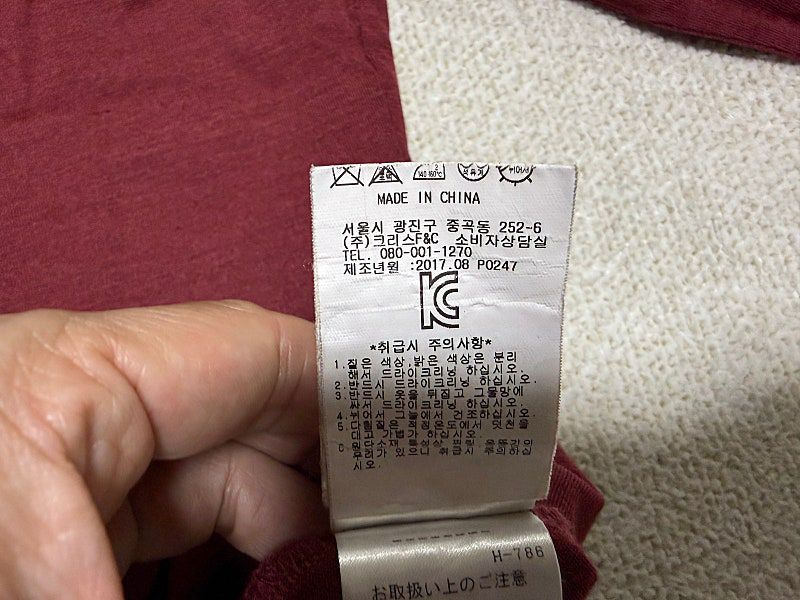 140~160℃
석유계
MADE IN CHINA
서울시 광진구 중곡동 252-6
(주)크리스F&C 소비자상담실
TEL. 080-001-1270
제조년월 :2017.08 P0247
KC
*취급시 주의사항*
1. 짙은 색상,밝은 색상은 분리
해서 드라이크리닝 하십시오.
2. 반드시 드라이크리닝 하십시오.
3. 반드시 옷을 뒤집고 그물망에
싸서 드라이크리닝 하십시오.
4. 뉘어서 그늘에서 건조하십시오.
5. 다림질은 적정온도에서 덧천을
대고 가볍게 하십시오.
시오.
H-786
お取扱い上のご注意